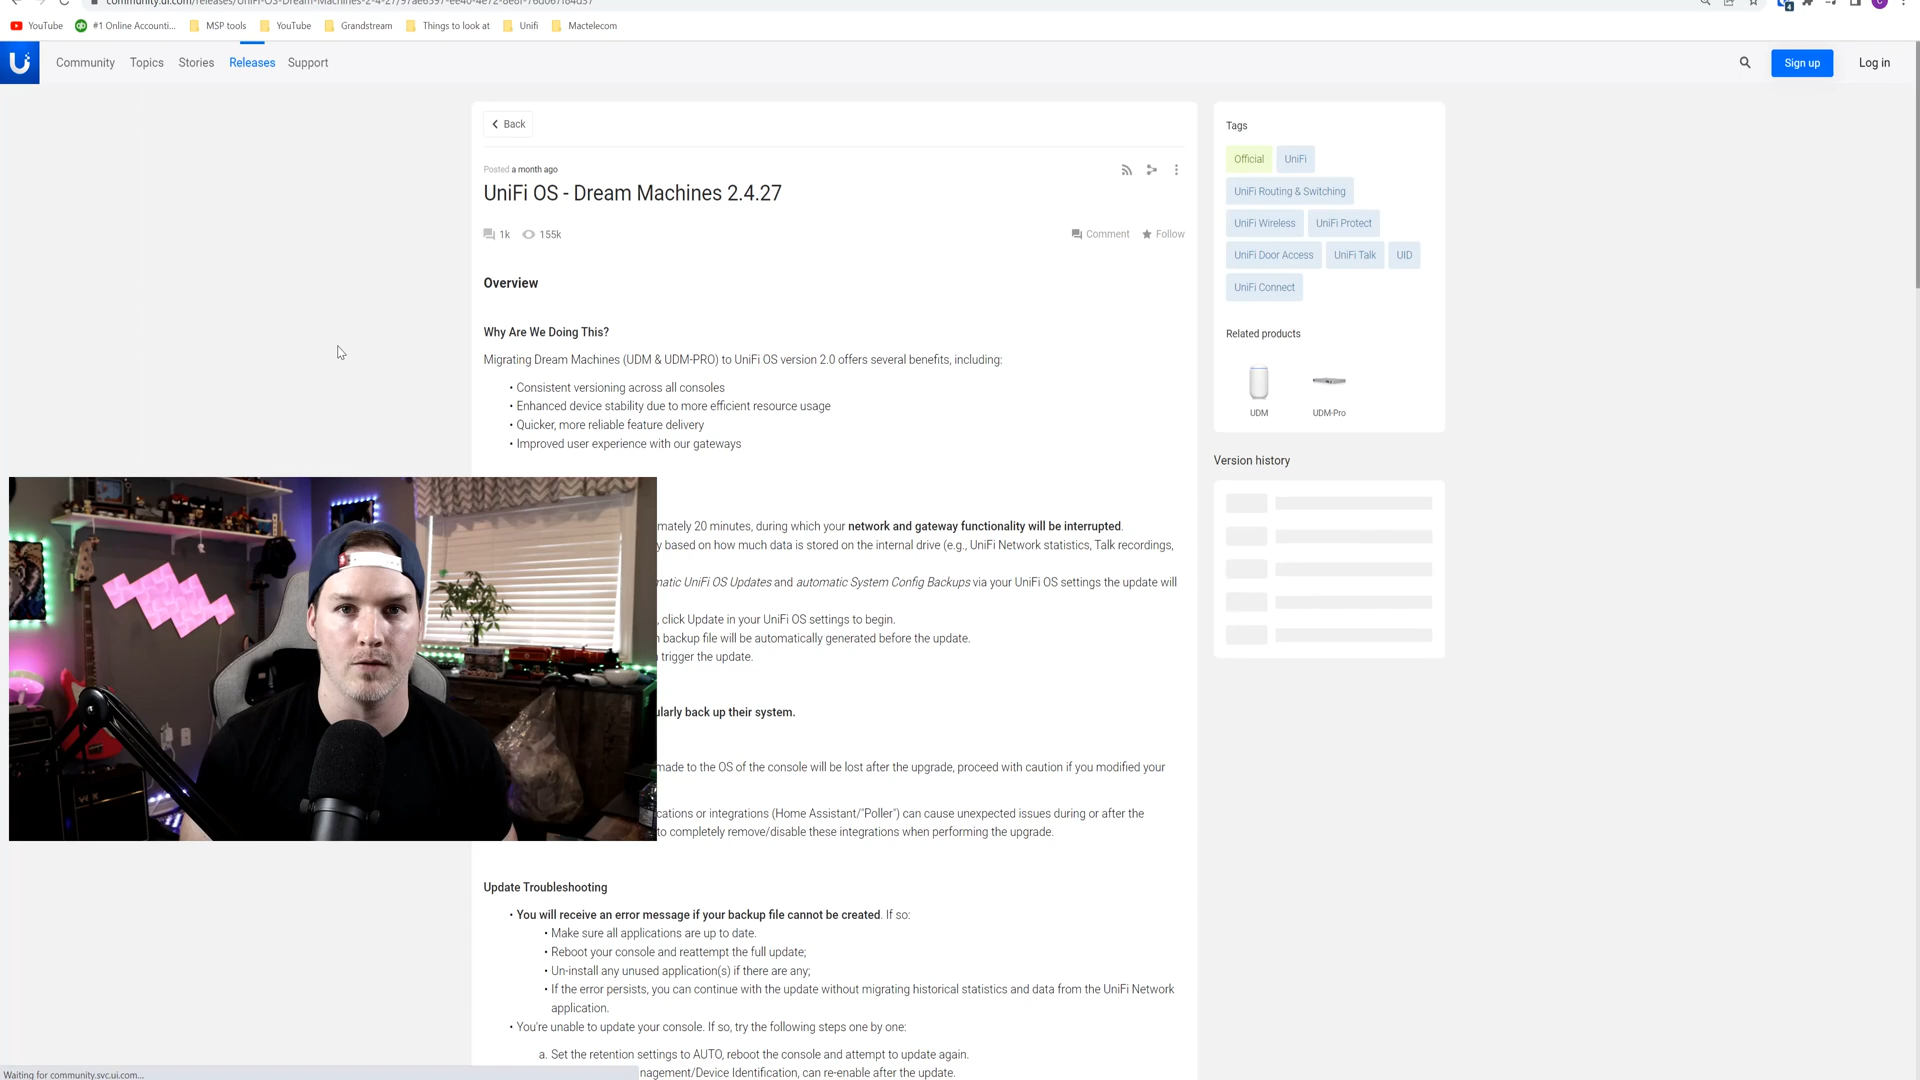 YouTube
#1 Online Accounti...
MSP tools
YouTube
Grandstream
Things to look at
Unifi
Mactelecom
Community
Topics
Stories
Releases
Support
Sign up
Log in
Back
Posted a month ago
UniFi OS - Dream Machines 2.4.27
1k
155k
Comment
Follow
Overview
Why Are We Doing This?
Migrating Dream Machines (UDM & UDM-PRO) to UniFi OS version 2.0 offers several benefits, including:
• Consistent versioning across all consoles
• Enhanced device stability due to more efficient resource usage
• Quicker, more reliable feature delivery
• Improved user experience with our gateways
mately 20 minutes, during which your network and gateway functionality will be interrupted.
y based on how much data is stored on the internal drive (e.g., UniFi Network statistics, Talk recordings,
matic UniFi OS Updates and automatic System Config Backups via your UniFi OS settings the update will
, click Update in your UniFi OS settings to begin.
backup file will be automatically generated before the update.
trigger the update.
ularly back up their system.
made to the OS of the console will be lost after the upgrade, proceed with caution if you modified your
cations or integrations (Home Assistant/"Poller") can cause unexpected issues during or after the
to completely remove/disable these integrations when performing the upgrade.
Update Troubleshooting
• You will receive an error message if your backup file cannot be created. If so:
• Make sure all applications are up to date.
• Reboot your console and reattempt the full update;
• Un-install any unused application(s) if there are any;
• If the error persists, you can continue with the update without migrating historical statistics and data from the UniFi Network
application.
• You're unable to update your console. If so, try the following steps one by one:
a. Set the retention settings to AUTO, reboot the console and attempt to update again.
nagement/Device Identification, can re-enable after the update.
Tags
Official
UniFi
UniFi Routing & Switching
UniFi Wireless
UniFi Protect
UniFi Door Access
UniFi Talk
UID
UniFi Connect
Related products
UDM
UDM-Pro
Version history
Waiting for community.svc.ui.com...